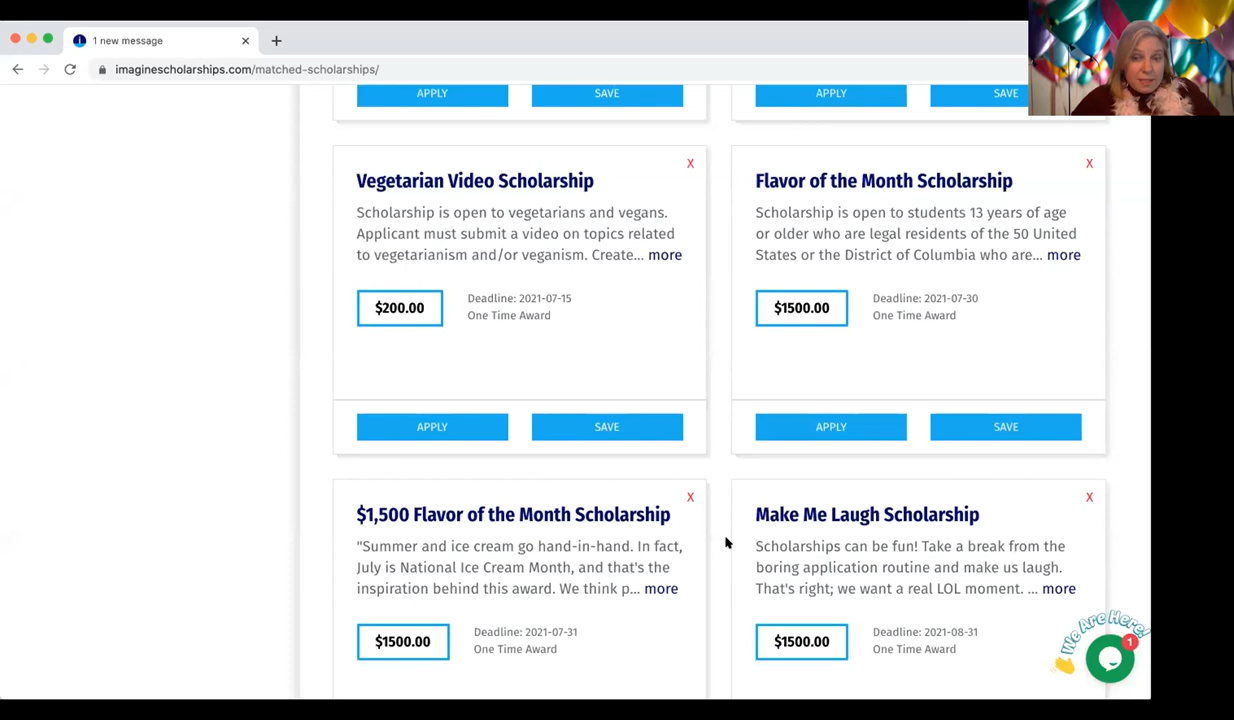 1 new message
imaginescholarships.com/matched-scholarships/
APPLY
SAVE
APPLY
SAVE
X
Vegetarian Video Scholarship
Scholarship is open to vegetarians and vegans.
Applicant must submit a video on topics related
to vegetarianism and/or veganism. Create... more
$200.00
Deadline: 2021-07-15
One Time Award
APPLY
SAVE
X
Flavor of the Month Scholarship
Scholarship is open to students 13 years of age
or older who are legal residents of the 50 United
States or the District of Columbia who are... more
$1500.00
Deadline: 2021-07-30
One Time Award
APPLY
SAVE
X
$1,500 Flavor of the Month Scholarship
"Summer and ice cream go hand-in-hand. In fact,
July is National Ice Cream Month, and that's the
inspiration behind this award. We think p... more
$1500.00
Deadline: 2021-07-31
One Time Award
X
Make Me Laugh Scholarship
Scholarships can be fun! Take a break from the
boring application routine and make us laugh.
That's right; we want a real LOL moment. ... more
$1500.00
Deadline: 2021-08-31
One Time Award
We Are Here!
1